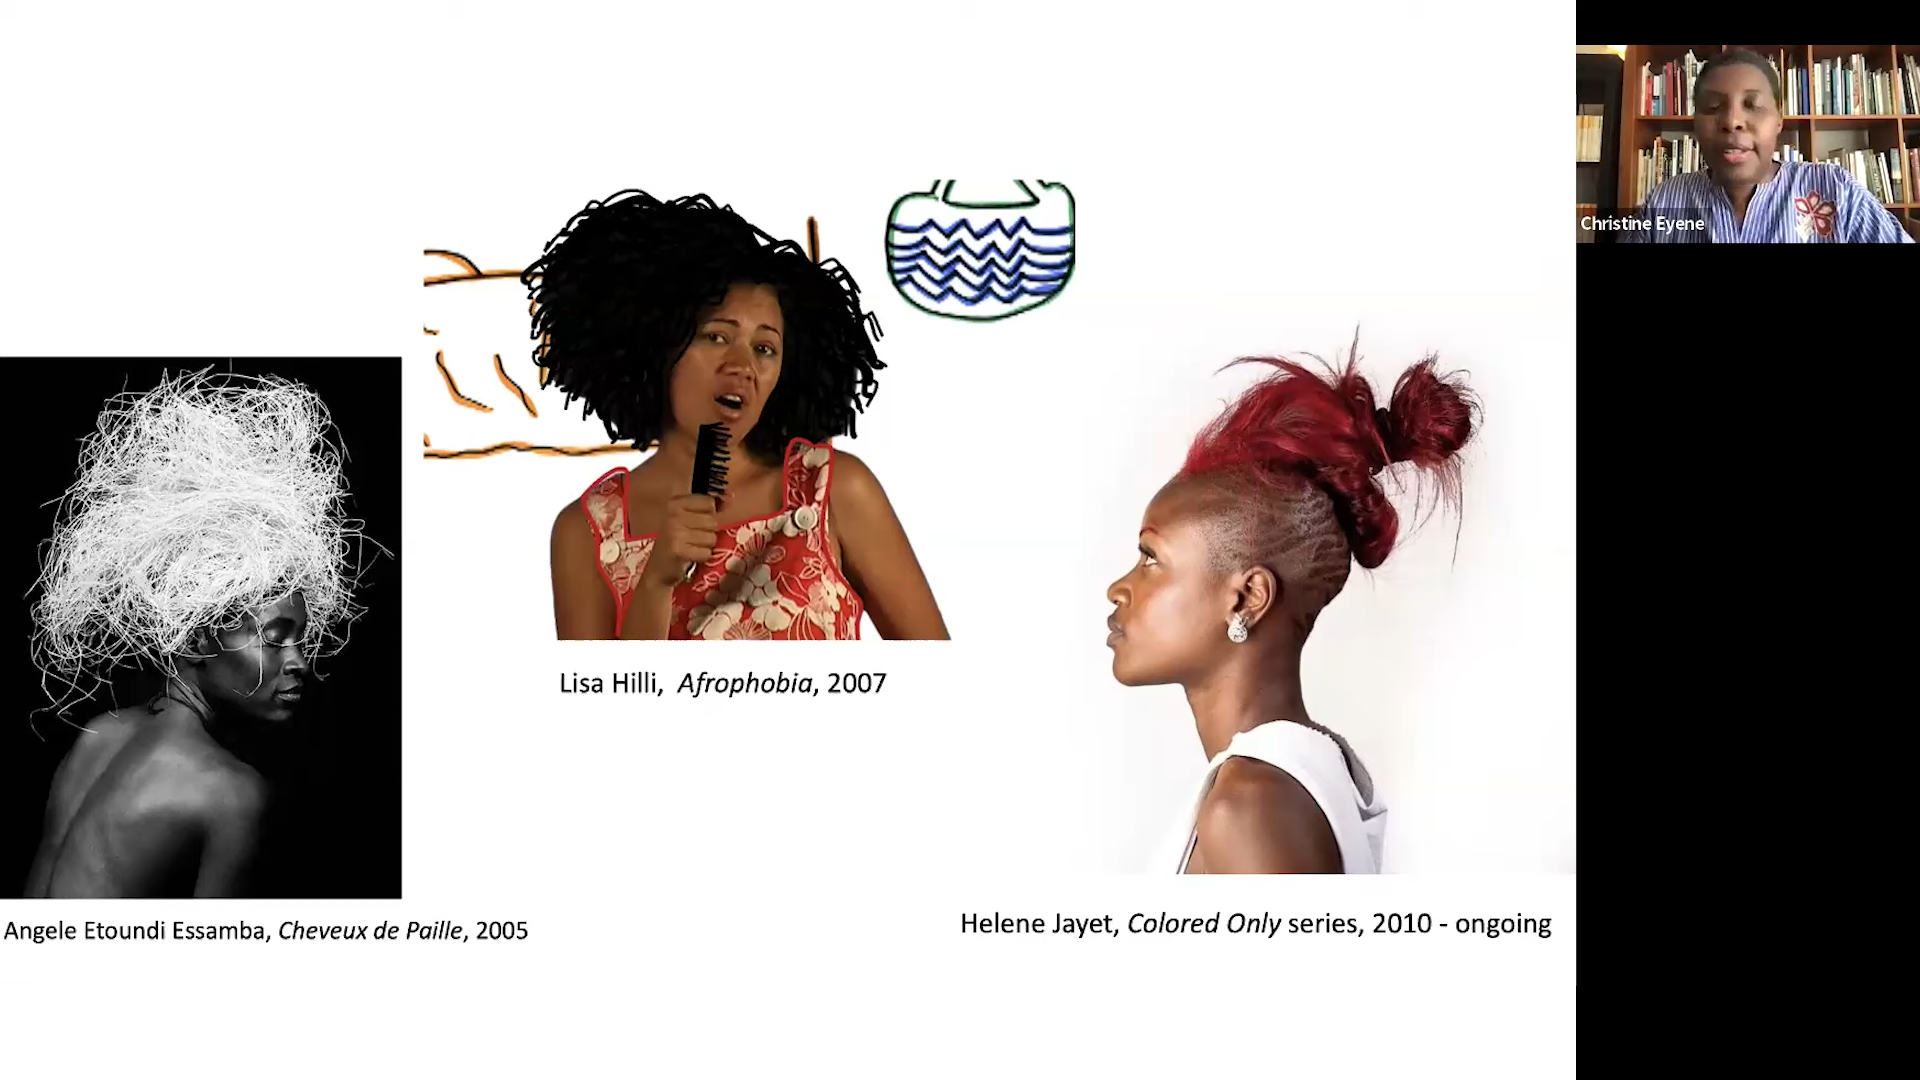 Christine Eyene
Lisa Hilli, Afrophobia, 2007
Angele Etoundi Essamba, Cheveux de Paille, 2005
Helene Jayet, Colored Only series, 2010 - ongoing